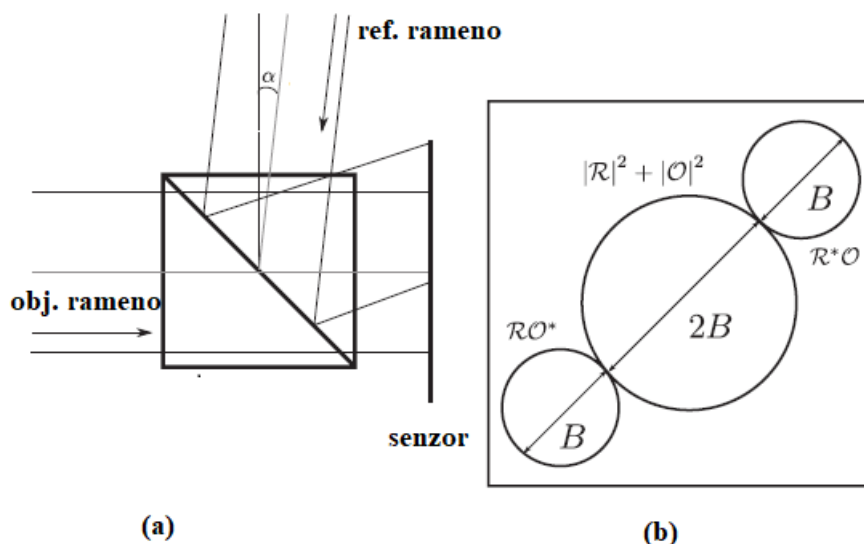 ref. rameno
α
obj. rameno
senzor
(a)
|ℛ|² + |𝒪|²
B
ℛ*𝒪
2B
ℛ𝒪*
B
(b)